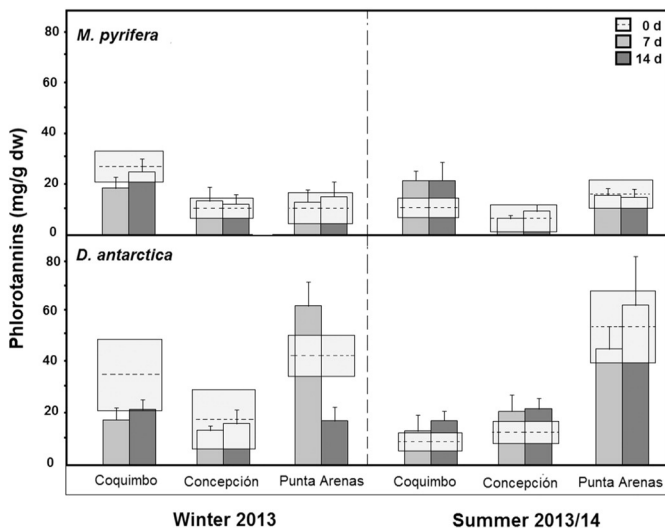 80
M. pyrifera
0 d
7 d
14 d
60
40
20
0
Phlorotannins (mg/g dw)
80
D. antarctica
60
40
20
0
Coquimbo Concepción Punta Arenas Coquimbo Concepción Punta Arenas
Winter 2013 Summer 2013/14